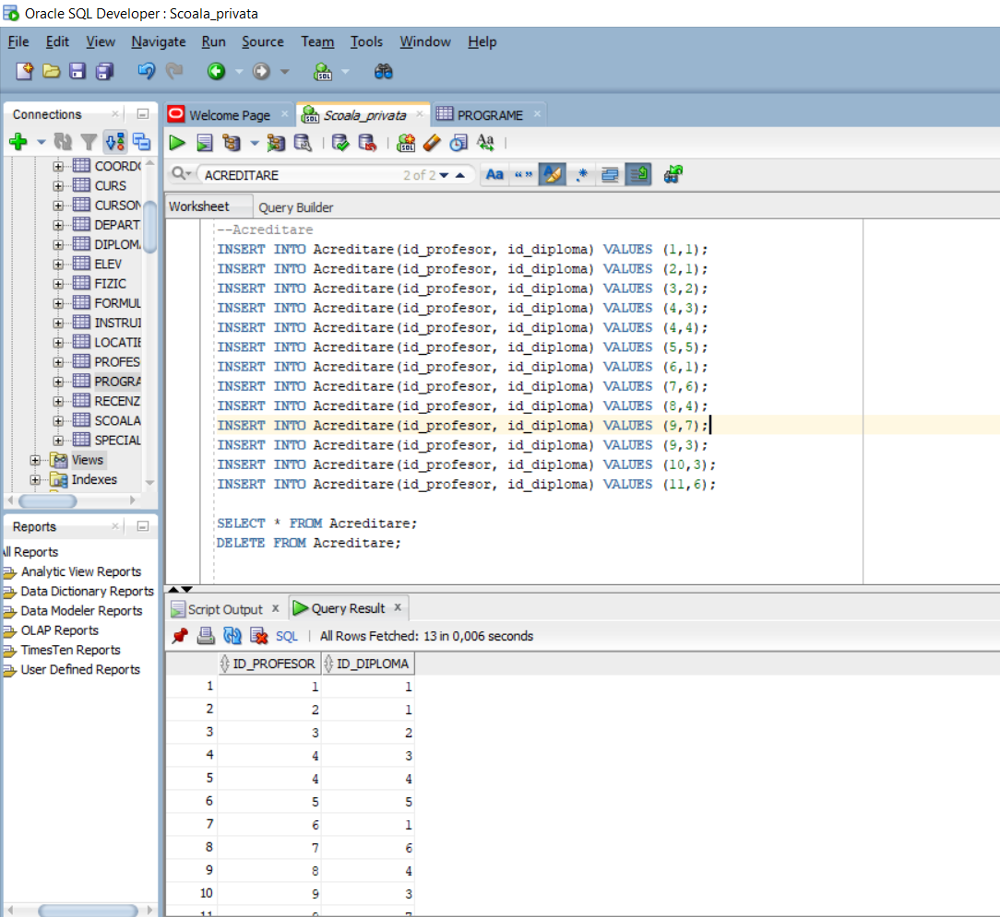 Oracle SQL Developer : Scoala_privata
File Edit View Navigate Run Source Team Tools Window Help
Connections
Welcome Page
Scoala_privata
PROGRAME
ACREDITARE
2 of 2
Aa
Worksheet
Query Builder
COORD
CURS
CURSON
DEPART
DIPLOM
ELEV
FIZIC
FORMUL
INSTRUI
LOCATIE
PROFES
PROGRA
RECENZ
SCOALA
SPECIAL
Views
Indexes
--Acreditare
INSERT INTO Acreditare(id_profesor, id_diploma) VALUES (1,1);
INSERT INTO Acreditare(id_profesor, id_diploma) VALUES (2,1);
INSERT INTO Acreditare(id_profesor, id_diploma) VALUES (3,2);
INSERT INTO Acreditare(id_profesor, id_diploma) VALUES (4,3);
INSERT INTO Acreditare(id_profesor, id_diploma) VALUES (4,4);
INSERT INTO Acreditare(id_profesor, id_diploma) VALUES (5,5);
INSERT INTO Acreditare(id_profesor, id_diploma) VALUES (6,1);
INSERT INTO Acreditare(id_profesor, id_diploma) VALUES (7,6);
INSERT INTO Acreditare(id_profesor, id_diploma) VALUES (8,4);
INSERT INTO Acreditare(id_profesor, id_diploma) VALUES (9,7);
INSERT INTO Acreditare(id_profesor, id_diploma) VALUES (9,3);
INSERT INTO Acreditare(id_profesor, id_diploma) VALUES (10,3);
INSERT INTO Acreditare(id_profesor, id_diploma) VALUES (11,6);
SELECT * FROM Acreditare;
DELETE FROM Acreditare;
Reports
All Reports
Analytic View Reports
Data Dictionary Reports
Data Modeler Reports
OLAP Reports
TimesTen Reports
User Defined Reports
Script Output x
Query Result x
SQL | All Rows Fetched: 13 in 0,006 seconds
ID_PROFESOR ID_DIPLOMA
1 1 1
2 2 1
3 3 2
4 4 3
5 4 4
6 5 5
7 6 1
8 7 6
9 8 4
10 9 3